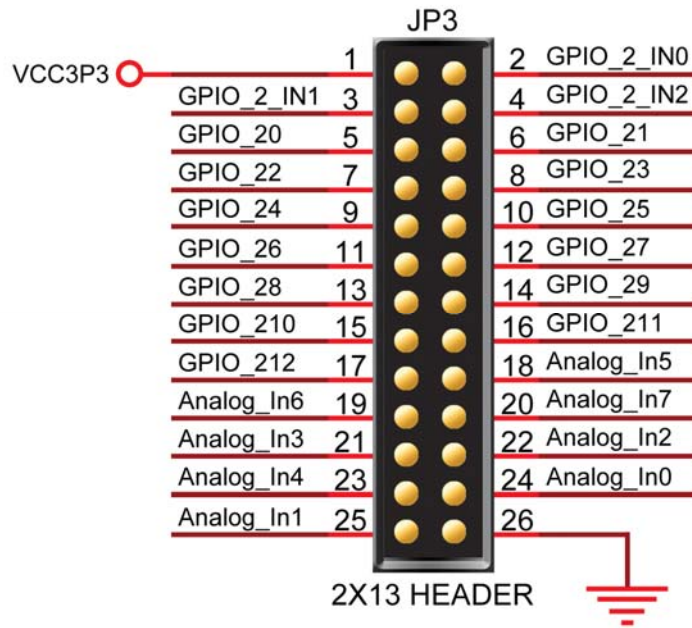 JP3
VCC3P3 1 2 GPIO_2_IN0
GPIO_2_IN1 3 4 GPIO_2_IN2
GPIO_20 5 6 GPIO_21
GPIO_22 7 8 GPIO_23
GPIO_24 9 10 GPIO_25
GPIO_26 11 12 GPIO_27
GPIO_28 13 14 GPIO_29
GPIO_210 15 16 GPIO_211
GPIO_212 17 18 Analog_In5
Analog_In6 19 20 Analog_In7
Analog_In3 21 22 Analog_In2
Analog_In4 23 24 Analog_In0
Analog_In1 25 26
2X13 HEADER